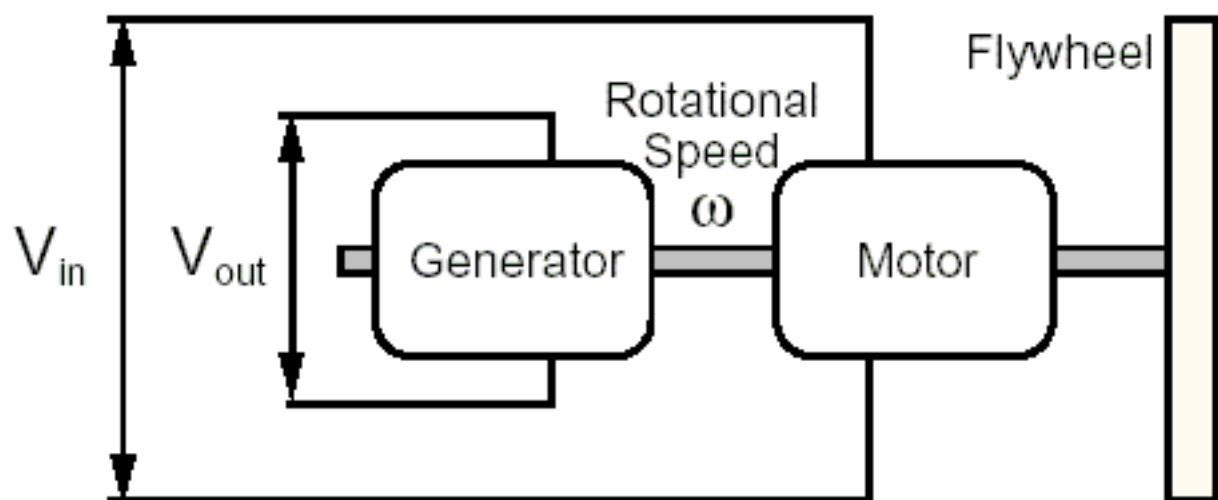 Flywheel
Rotational
Speed
ω
Vin
Vout
Generator
Motor